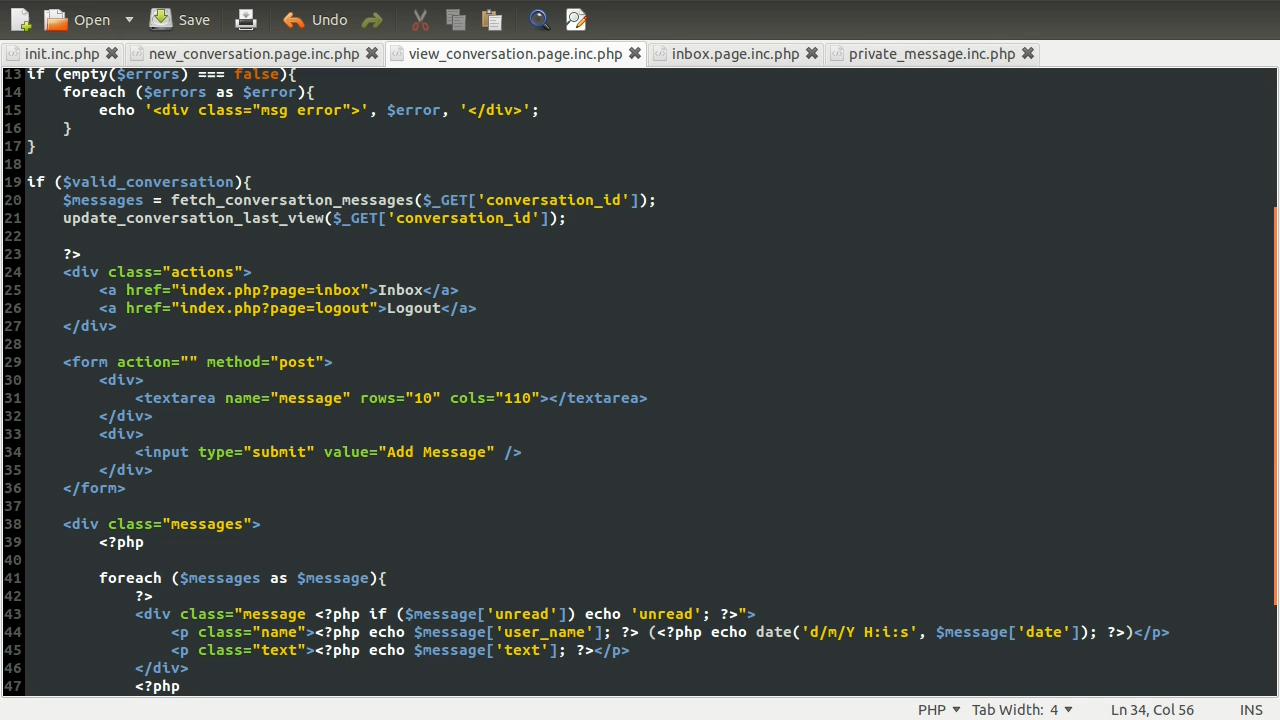 Open Save Undo
init.inc.php new_conversation.page.inc.php view_conversation.page.inc.php inbox.page.inc.php private_message.inc.php
13 if (empty($errors) === false){
14     foreach ($errors as $error){
15         echo '<div class="msg error">', $error, '</div>';
16     }
17 }
18
19 if ($valid_conversation){
20     $messages = fetch_conversation_messages($_GET['conversation_id']);
21     update_conversation_last_view($_GET['conversation_id']);
22
23     ?>
24     <div class="actions">
25         <a href="index.php?page=inbox">Inbox</a>
26         <a href="index.php?page=logout">Logout</a>
27     </div>
28
29     <form action="" method="post">
30         <div>
31             <textarea name="message" rows="10" cols="110"></textarea>
32         </div>
33         <div>
34             <input type="submit" value="Add Message" />
35         </div>
36     </form>
37
38     <div class="messages">
39         <?php
40
41         foreach ($messages as $message){
42             ?>
43             <div class="message <?php if ($message['unread']) echo 'unread'; ?>">
44                 <p class="name"><?php echo $message['user_name']; ?> (<?php echo date('d/m/Y H:i:s', $message['date']); ?>)</p>
45                 <p class="text"><?php echo $message['text']; ?></p>
46             </div>
47             <?php
PHP Tab Width: 4 Ln 34, Col 56 INS